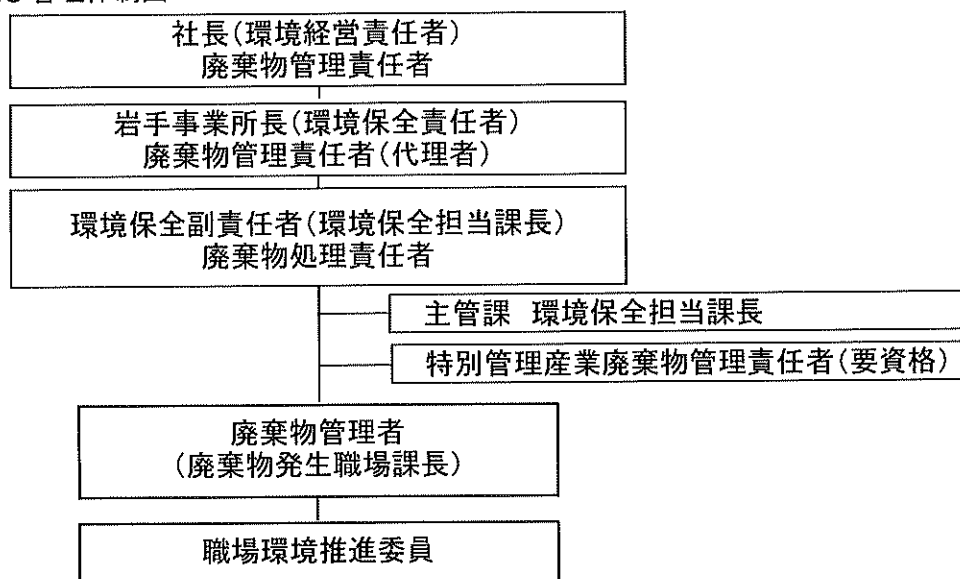 社長(環境経営責任者)
廃棄物管理責任者
岩手事業所長(環境保全責任者)
廃棄物管理責任者(代理者)
環境保全副責任者(環境保全担当課長)
廃棄物処理責任者
主管課 環境保全担当課長
特別管理産業廃棄物管理責任者(要資格)
廃棄物管理者
(廃棄物発生職場課長)
職場環境推進委員